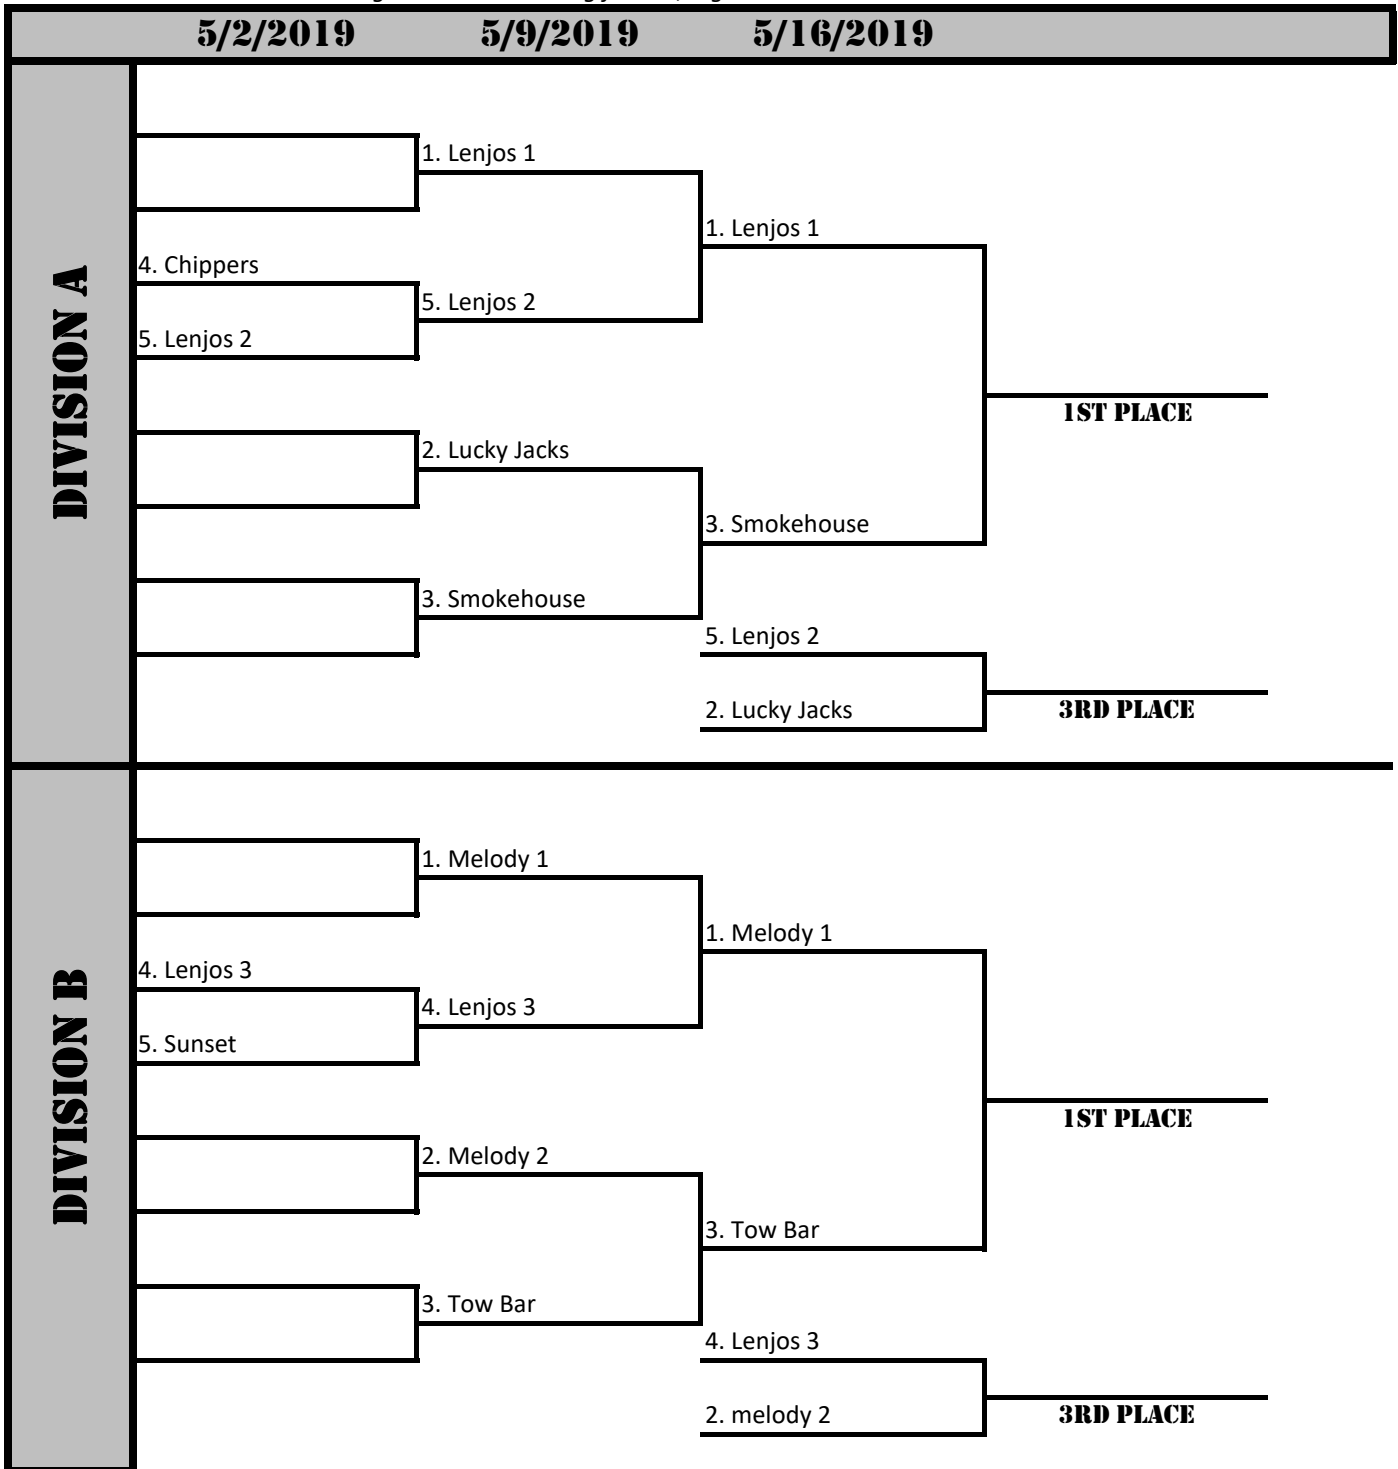 5/2/2019 5/9/2019 5/16/2019
DIVISION A
1. Lenjos 1
1. Lenjos 1
4. Chippers
5. Lenjos 2
5. Lenjos 2
1ST PLACE
2. Lucky Jacks
3. Smokehouse
3. Smokehouse
5. Lenjos 2
2. Lucky Jacks
3RD PLACE
DIVISION B
1. Melody 1
1. Melody 1
4. Lenjos 3
4. Lenjos 3
5. Sunset
1ST PLACE
2. Melody 2
3. Tow Bar
3. Tow Bar
4. Lenjos 3
2. melody 2
3RD PLACE